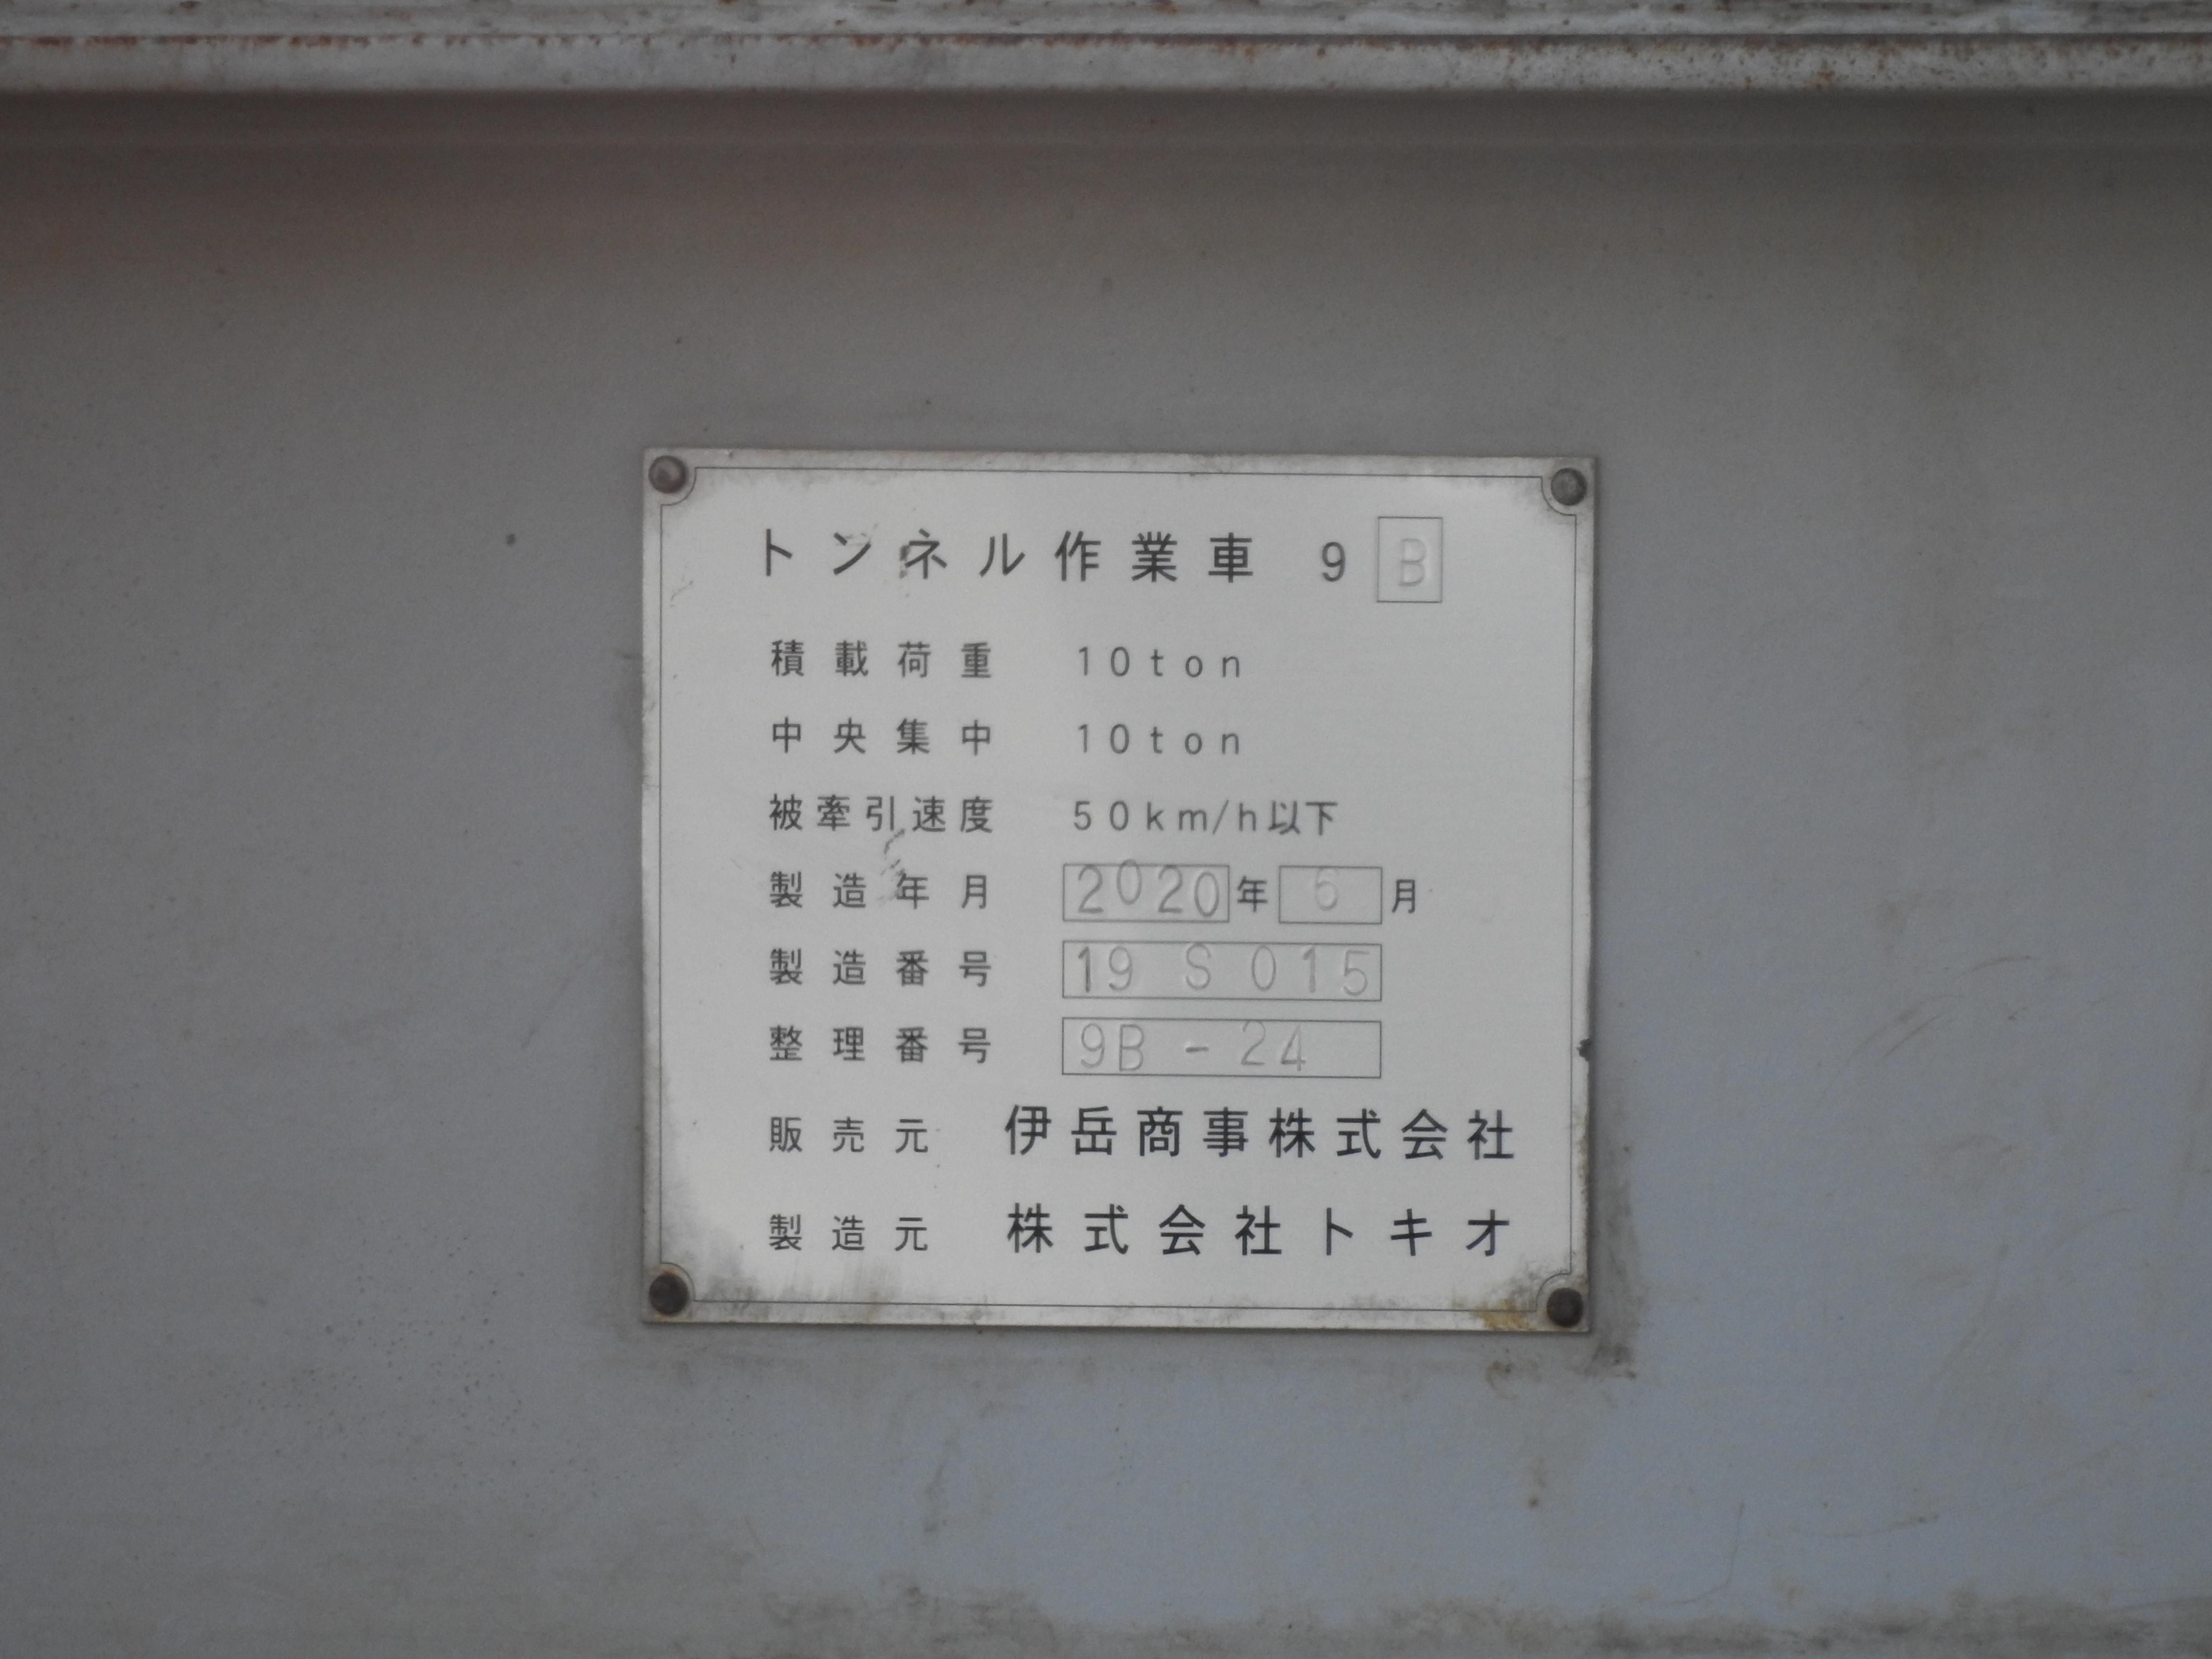 トンネル作業車 9B
積載荷重 10ton
中央集中 10ton
被牽引速度 50km/h以下
製造年月 2020年6月
製造番号 19 S 015
整理番号 9B - 24
販売元 伊岳商事株式会社
製造元 株式会社トキオ